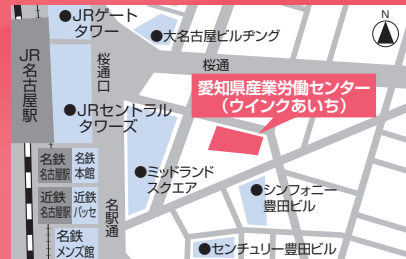 ●JRゲート
タワー
N
●大名古屋ビルヂング
JR
名古屋駅
桜通口
桜通
愛知県産業労働センター
（ウインクあいち）
●JRセントラル
タワーズ
名鉄
名古屋駅
名鉄
本館
●ミッドランド
スクエア
近鉄
名古屋駅
近鉄
パッセ
名駅通
●シンフォニー
豊田ビル
名鉄
メンズ館
●センチュリー豊田ビル